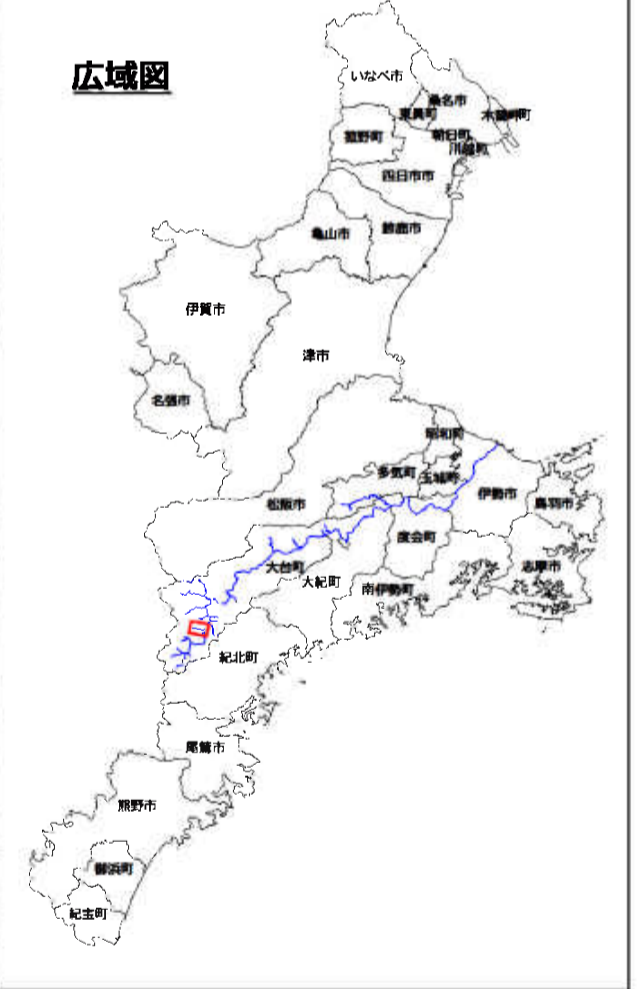 広域図
いなべ市
桑名市
東員町
木曽岬町
菰野町
朝日町
川越町
四日市市
亀山市
鈴鹿市
伊賀市
津市
名張市
明和町
多気町
玉城町
伊勢市
松阪市
鳥羽市
度会町
大台町
志摩市
大紀町
南伊勢町
紀北町
尾鷲市
熊野市
御浜町
紀宝町